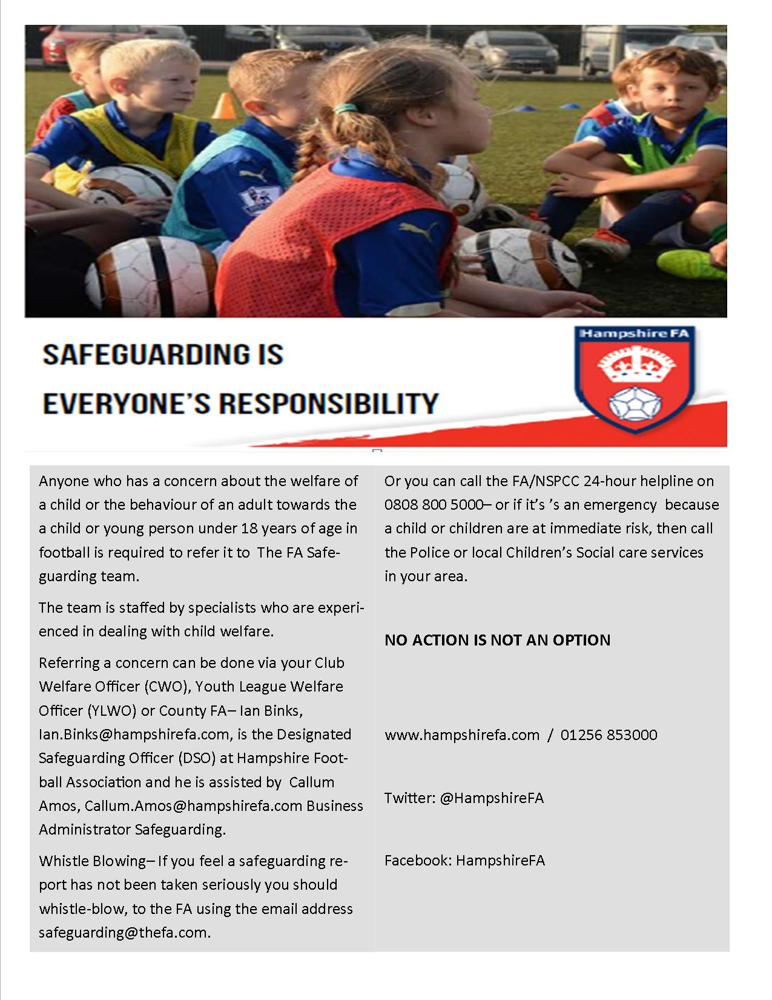 SAFEGUARDING IS
EVERYONE'S RESPONSIBILITY
Hampshire FA
Anyone who has a concern about the welfare of
a child or the behaviour of an adult towards the
a child or young person under 18 years of age in
football is required to refer it to  The FA Safe-
guarding team.
The team is staffed by specialists who are experi-
enced in dealing with child welfare.
Referring a concern can be done via your Club
Welfare Officer (CWO), Youth League Welfare
Officer (YLWO) or County FA– Ian Binks,
Ian.Binks@hampshirefa.com, is the Designated
Safeguarding Officer (DSO) at Hampshire Foot-
ball Association and he is assisted by  Callum
Amos, Callum.Amos@hampshirefa.com Business
Administrator Safeguarding.
Whistle Blowing– If you feel a safeguarding re-
port has not been taken seriously you should
whistle-blow, to the FA using the email address
safeguarding@thefa.com.
Or you can call the FA/NSPCC 24-hour helpline on
0808 800 5000– or if it’s ’s an emergency  because
a child or children are at immediate risk, then call
the Police or local Children’s Social care services
in your area.
NO ACTION IS NOT AN OPTION
www.hampshirefa.com  /  01256 853000
Twitter: @HampshireFA
Facebook: HampshireFA